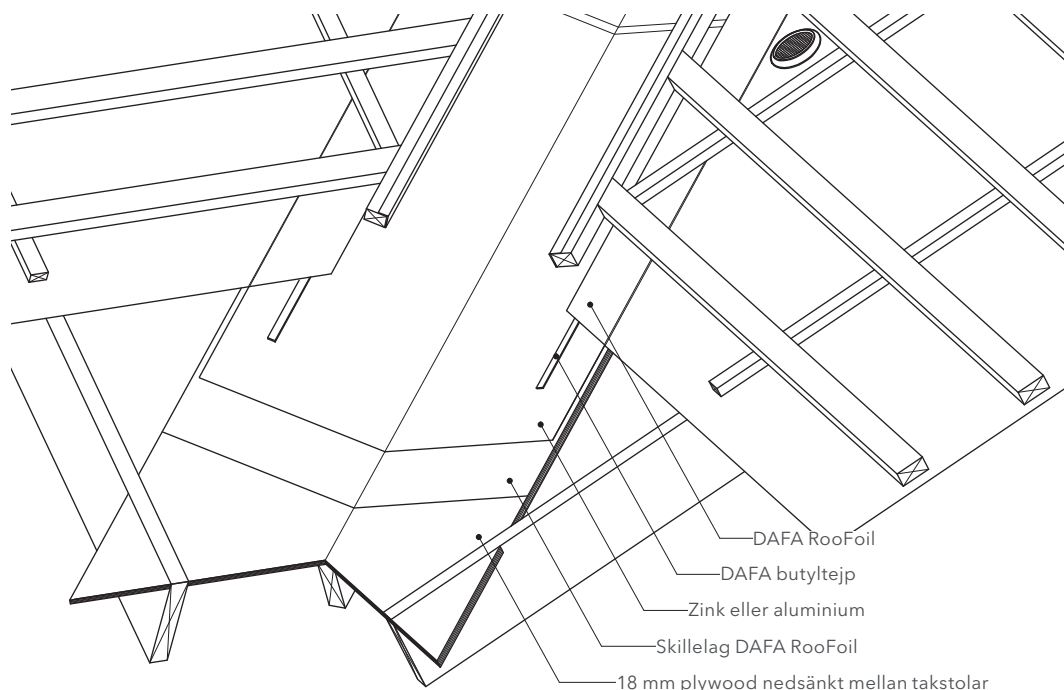 DAFA RooFoil
DAFA butyltejp
Zink eller aluminium
Skillelag DAFA RooFoil
18 mm plywood nedsänkt mellan takstolar